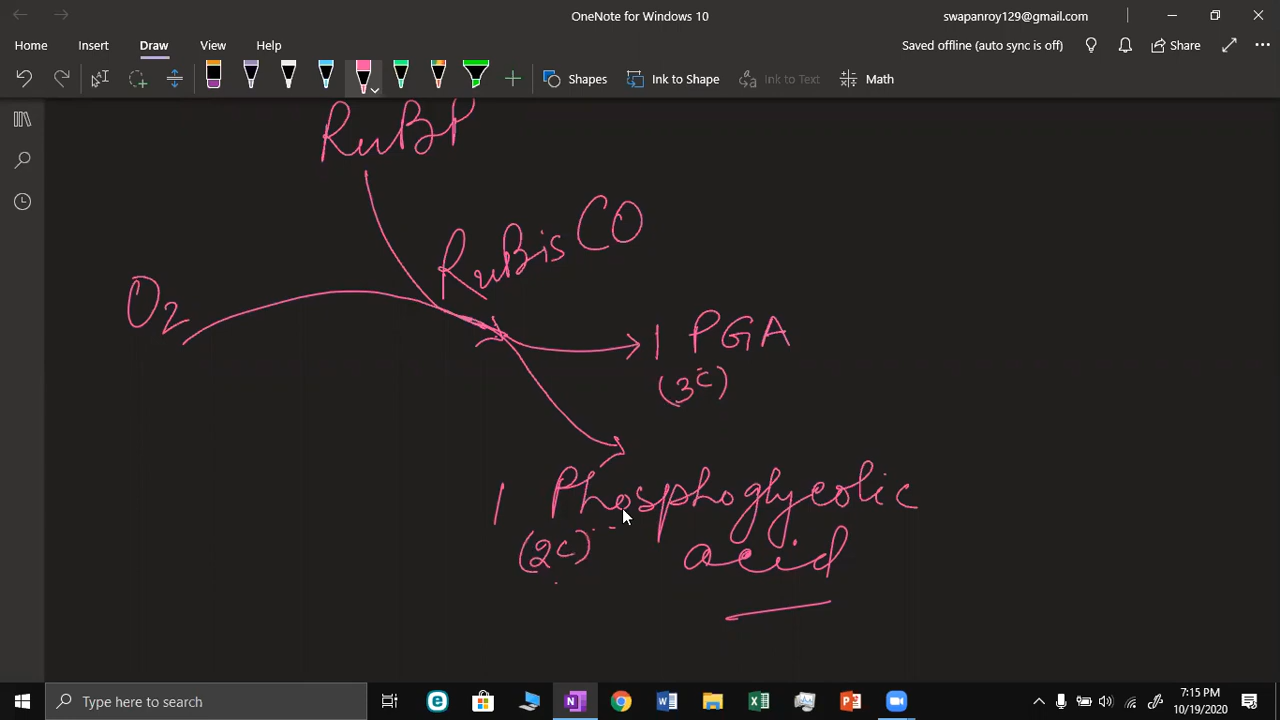 OneNote for Windows 10
swapanroy129@gmail.com
Home Insert Draw View Help
Saved offline (auto sync is off)
Share
Shapes
Ink to Shape
Ink to Text
Math
RuBP
RuBisCO
O2
1 PGA
(3C)
1 Phosphoglycolic
(2C)
acid
Type here to search
7:15 PM
10/19/2020